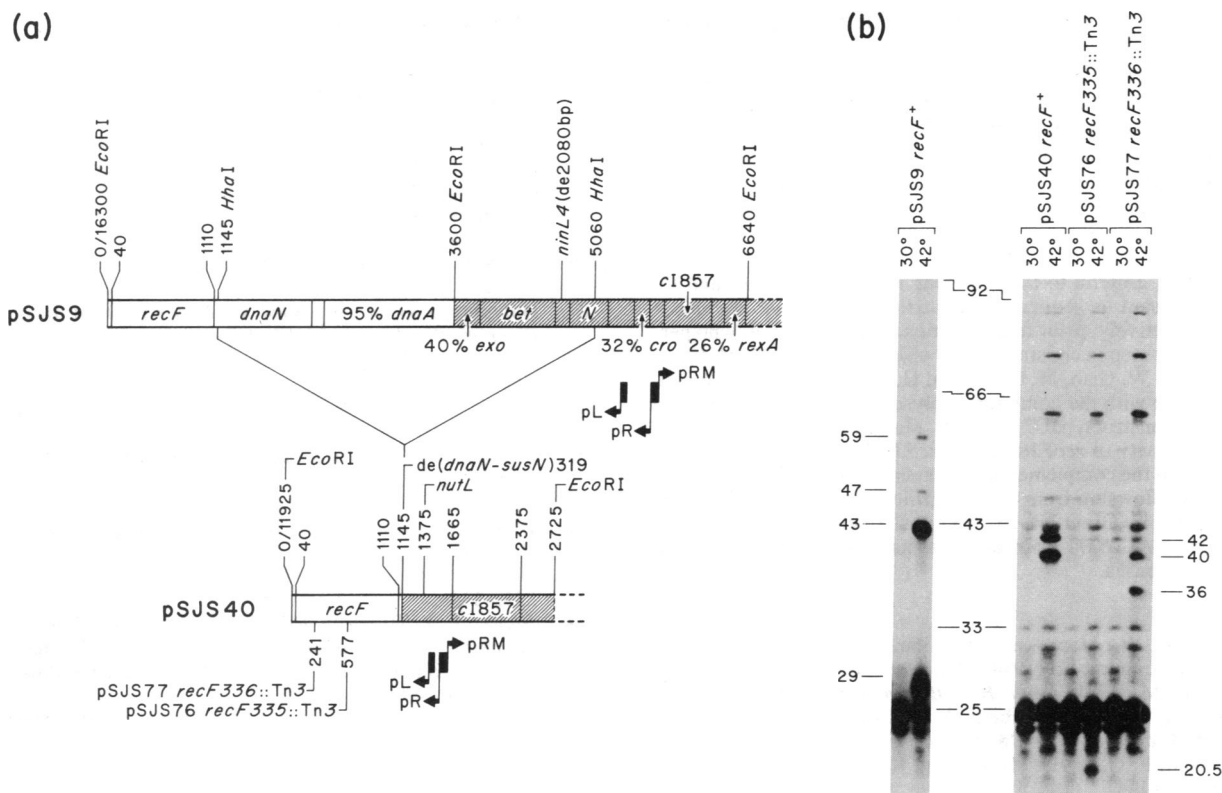 (a)
0/16300 EcoRI
40
1110
1145 HhaI
3600 EcoRI
ninL4(de2080bp)
5060 HhaI
6640 EcoRI
cI857
pSJS9
recF
dnaN
95% dnaA
bet
N
40% exo
32% cro
26% rexA
pRM
pL
pR
de(dnaN-susN)319
nutL
EcoRI
EcoRI
0/11925
40
1110
1145
1375
1665
2375
2725
pSJS40
recF
cI857
241
577
pSJS77 recF336::Tn3
pSJS76 recF335::Tn3
pRM
pL
pR
(b)
pSJS9 recF+
pSJS40 recF+
pSJS76 recF335::Tn3
pSJS77 recF336::Tn3
30° 42°
30° 42° 30° 42° 30° 42°
92
66
59
47
43
43
42
40
36
33
29
25
20.5